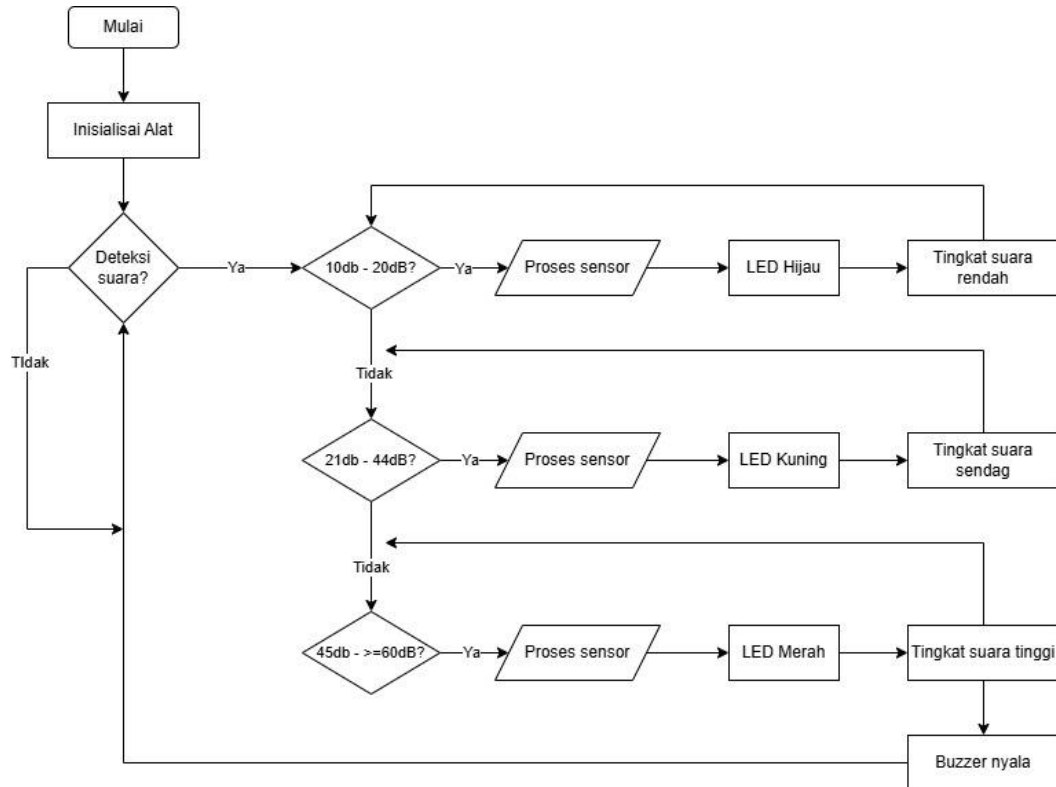 Mulai
Inisialisai Alat
Deteksi
suara?
Ya
TIdak
10db - 20dB?
Ya
Proses sensor
LED Hijau
Tingkat suara
rendah
Tidak
21db - 44dB?
Ya
Proses sensor
LED Kuning
Tingkat suara
sendag
Tidak
45db - >=60dB?
Ya
Proses sensor
LED Merah
Tingkat suara tinggi
Buzzer nyala